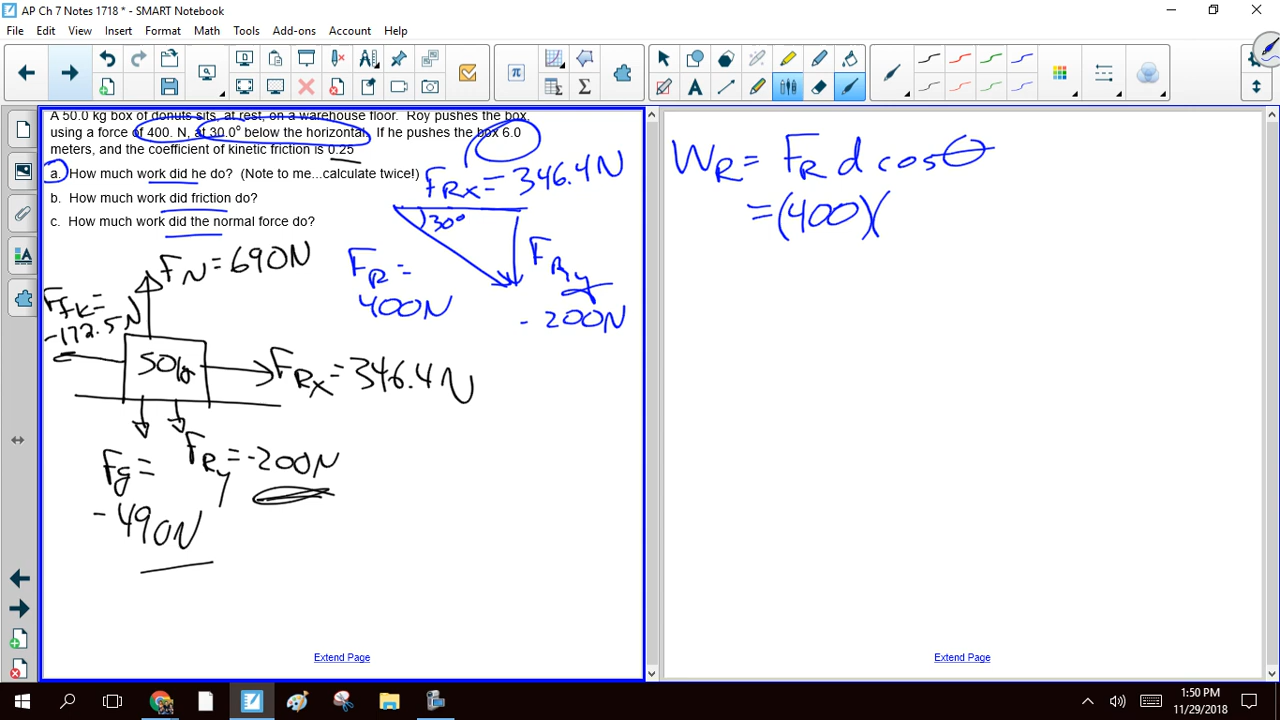 AP Ch 7 Notes 1718 * - SMART Notebook
File Edit View Insert Format Math Tools Add-ons Account Help
A 50.0 kg box of donuts sits, at rest, on a warehouse floor. Roy pushes the box,
using a force of 400. N, at 30.0° below the horizontal. If he pushes the box 6.0
meters, and the coefficient of kinetic friction is 0.25
a. How much work did he do? (Note to me...calculate twice!)
b. How much work did friction do?
c. How much work did the normal force do?
FRx = 346.4 N
30°
FR = 400N
FRy
- 200N
FN = 690N
Ffk = -172.5 N
50kg
FRx = 346.4 N
Fg = - 490N
FRy = -200N
Extend Page
WR = FR d cosθ
= (400)(
Extend Page
1:50 PM
11/29/2018